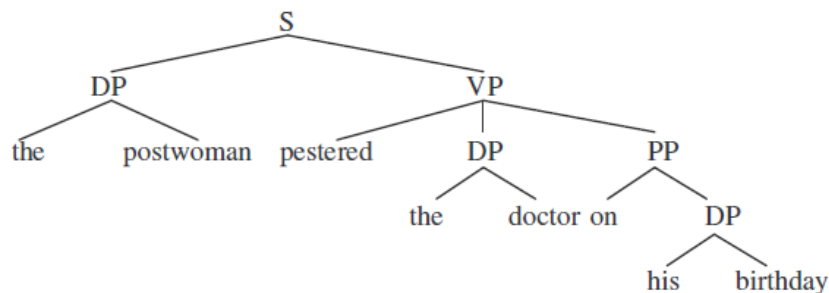 S
DP VP
the postwoman pestered DP PP
the doctor on DP
his birthday